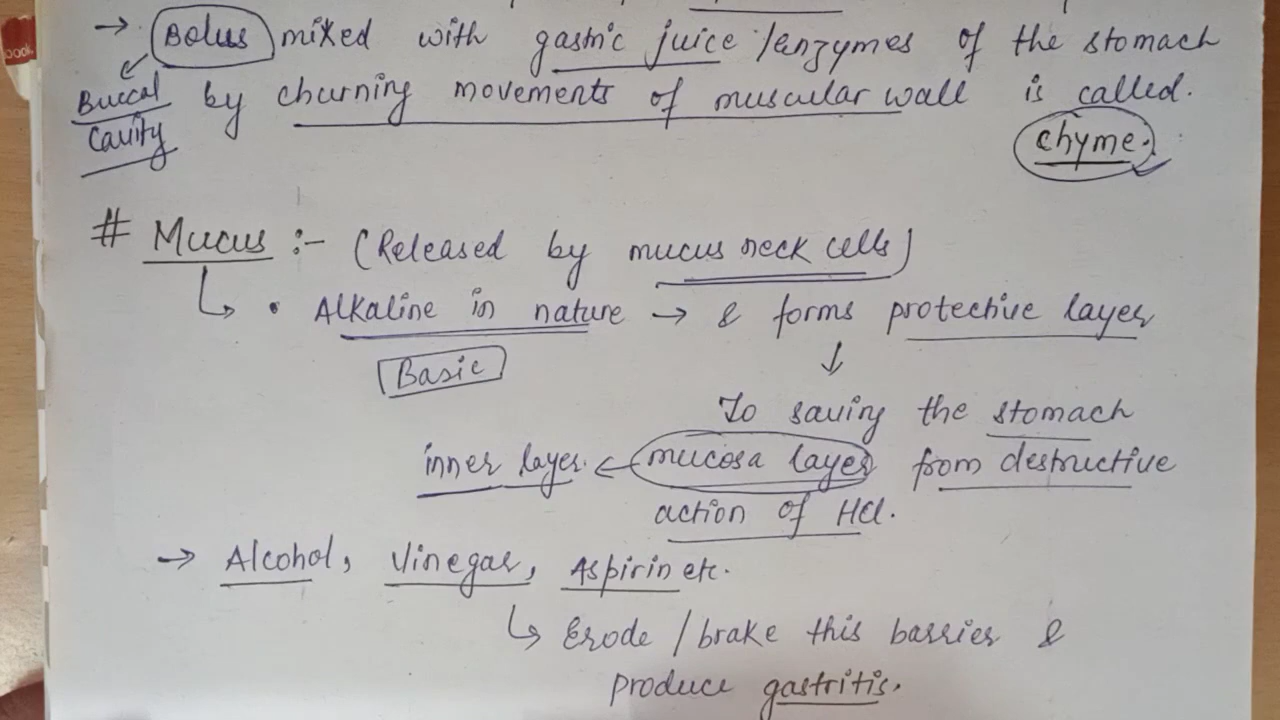 book
→ Bolus mixed with gastric juice /enzymes of the stomach
Buccal Cavity
by churning movements of muscular wall is called.
chyme.
# Mucus :- (Released by mucus neck cells)
• Alkaline in nature → & forms protective layer
Basic
To saving the stomach
inner layer. ← mucosa layer from destructive
action of HCl.
→ Alcohol, Vinegar, Aspirin etc.
↳ Erode / brake this barrier &
produce gastritis.